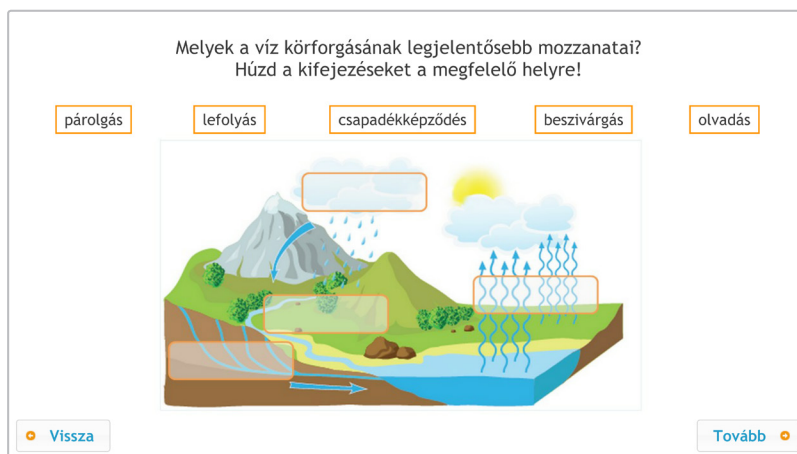 Melyek a víz körforgásának legjelentősebb mozzanatai?
Húzd a kifejezéseket a megfelelő helyre!
párolgás
lefolyás
csapadékképződés
beszivárgás
olvadás
Vissza
Tovább